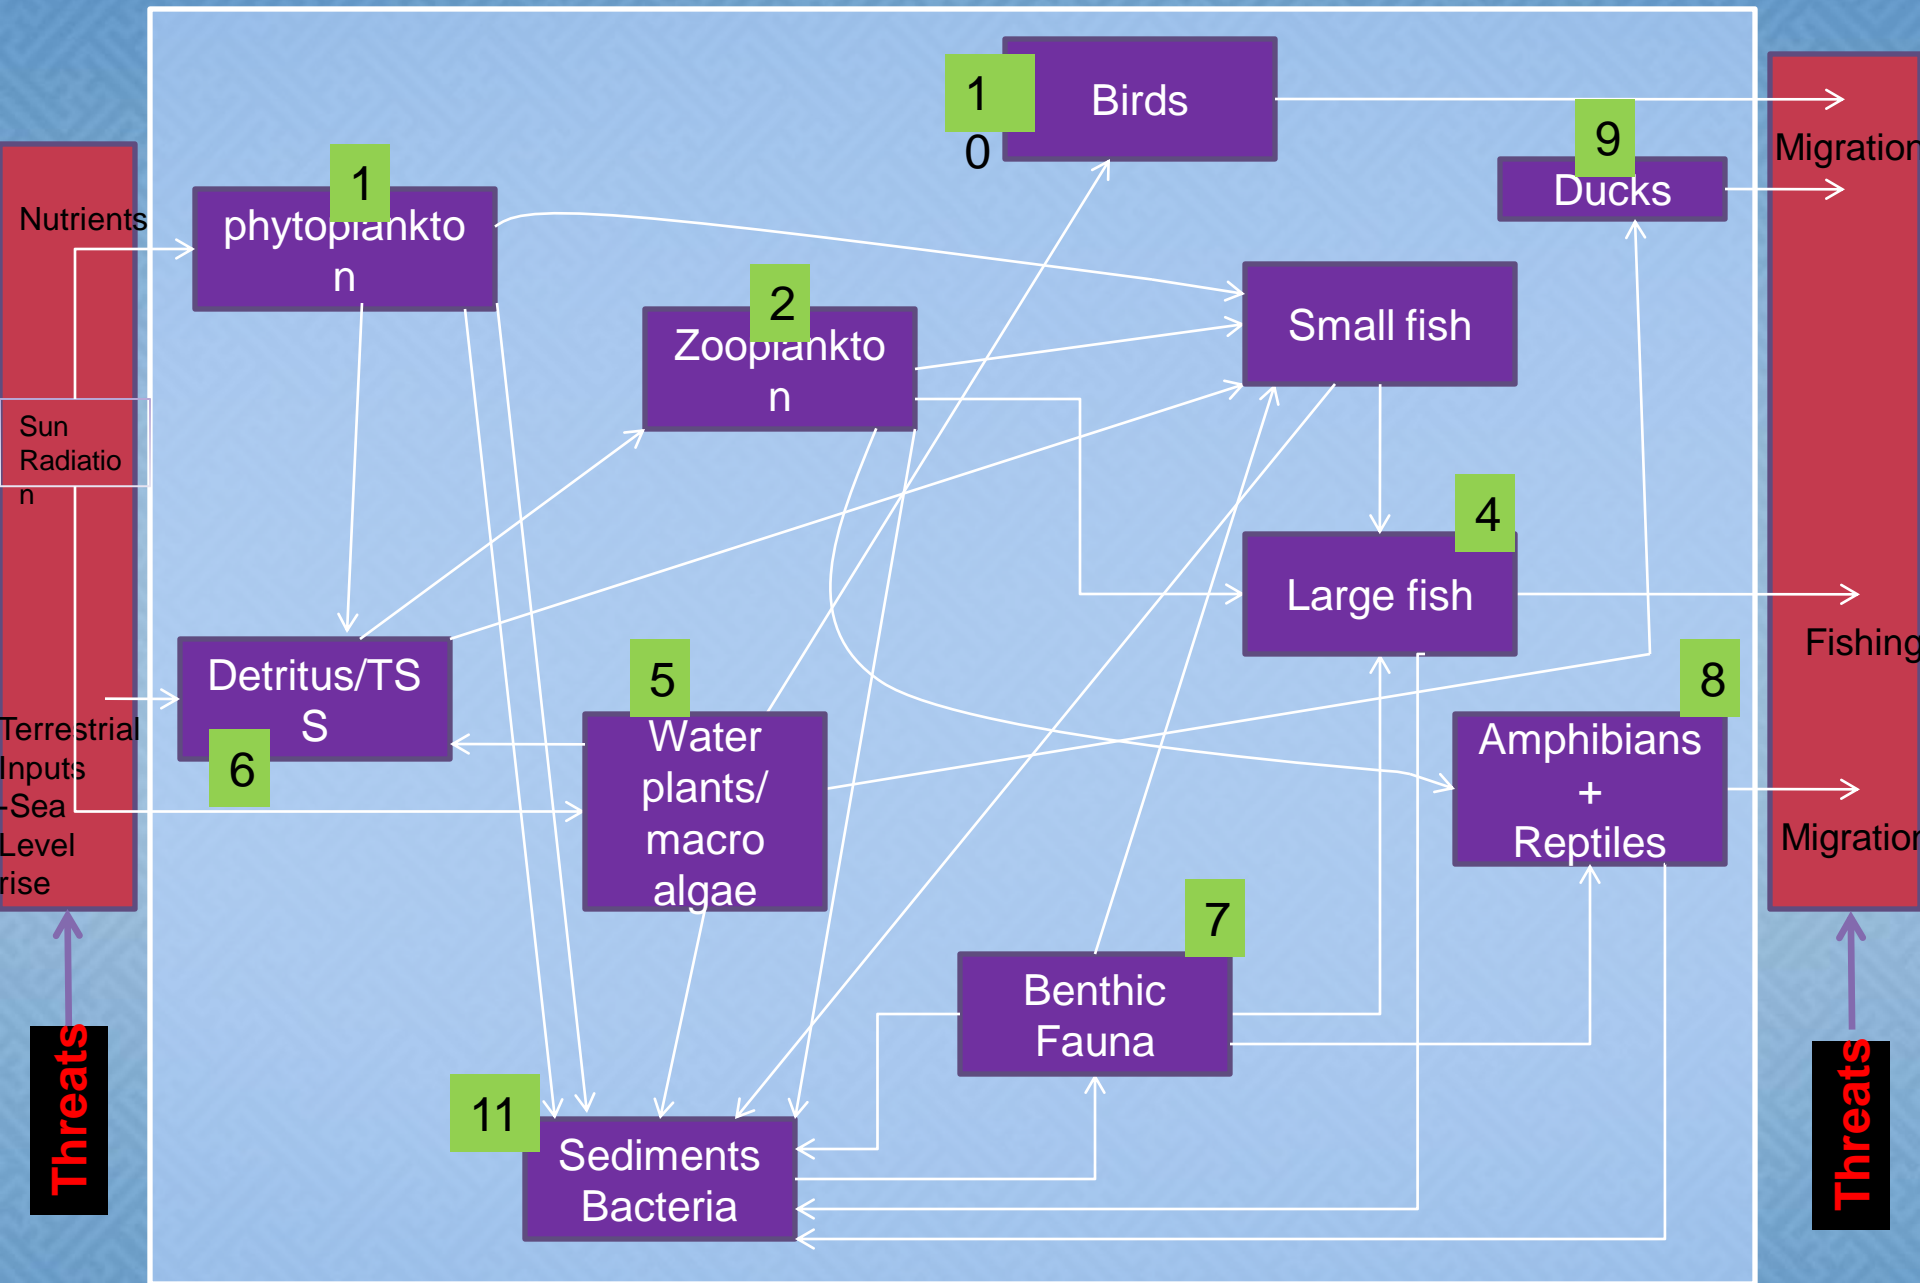 1
0
Birds
9
Ducks
Migration
1
phytoplankto
n
Nutrients
2
Zooplankto
n
Small fish
Sun
Radiatio
n
4
Large fish
Fishing
Detritus/TS
S
6
5
Water
plants/
macro
algae
8
Amphibians
+
Reptiles
Migration
Terrestrial
Inputs
-Sea
Level
rise
7
Benthic
Fauna
11
Sediments
Bacteria
Threats
Threats